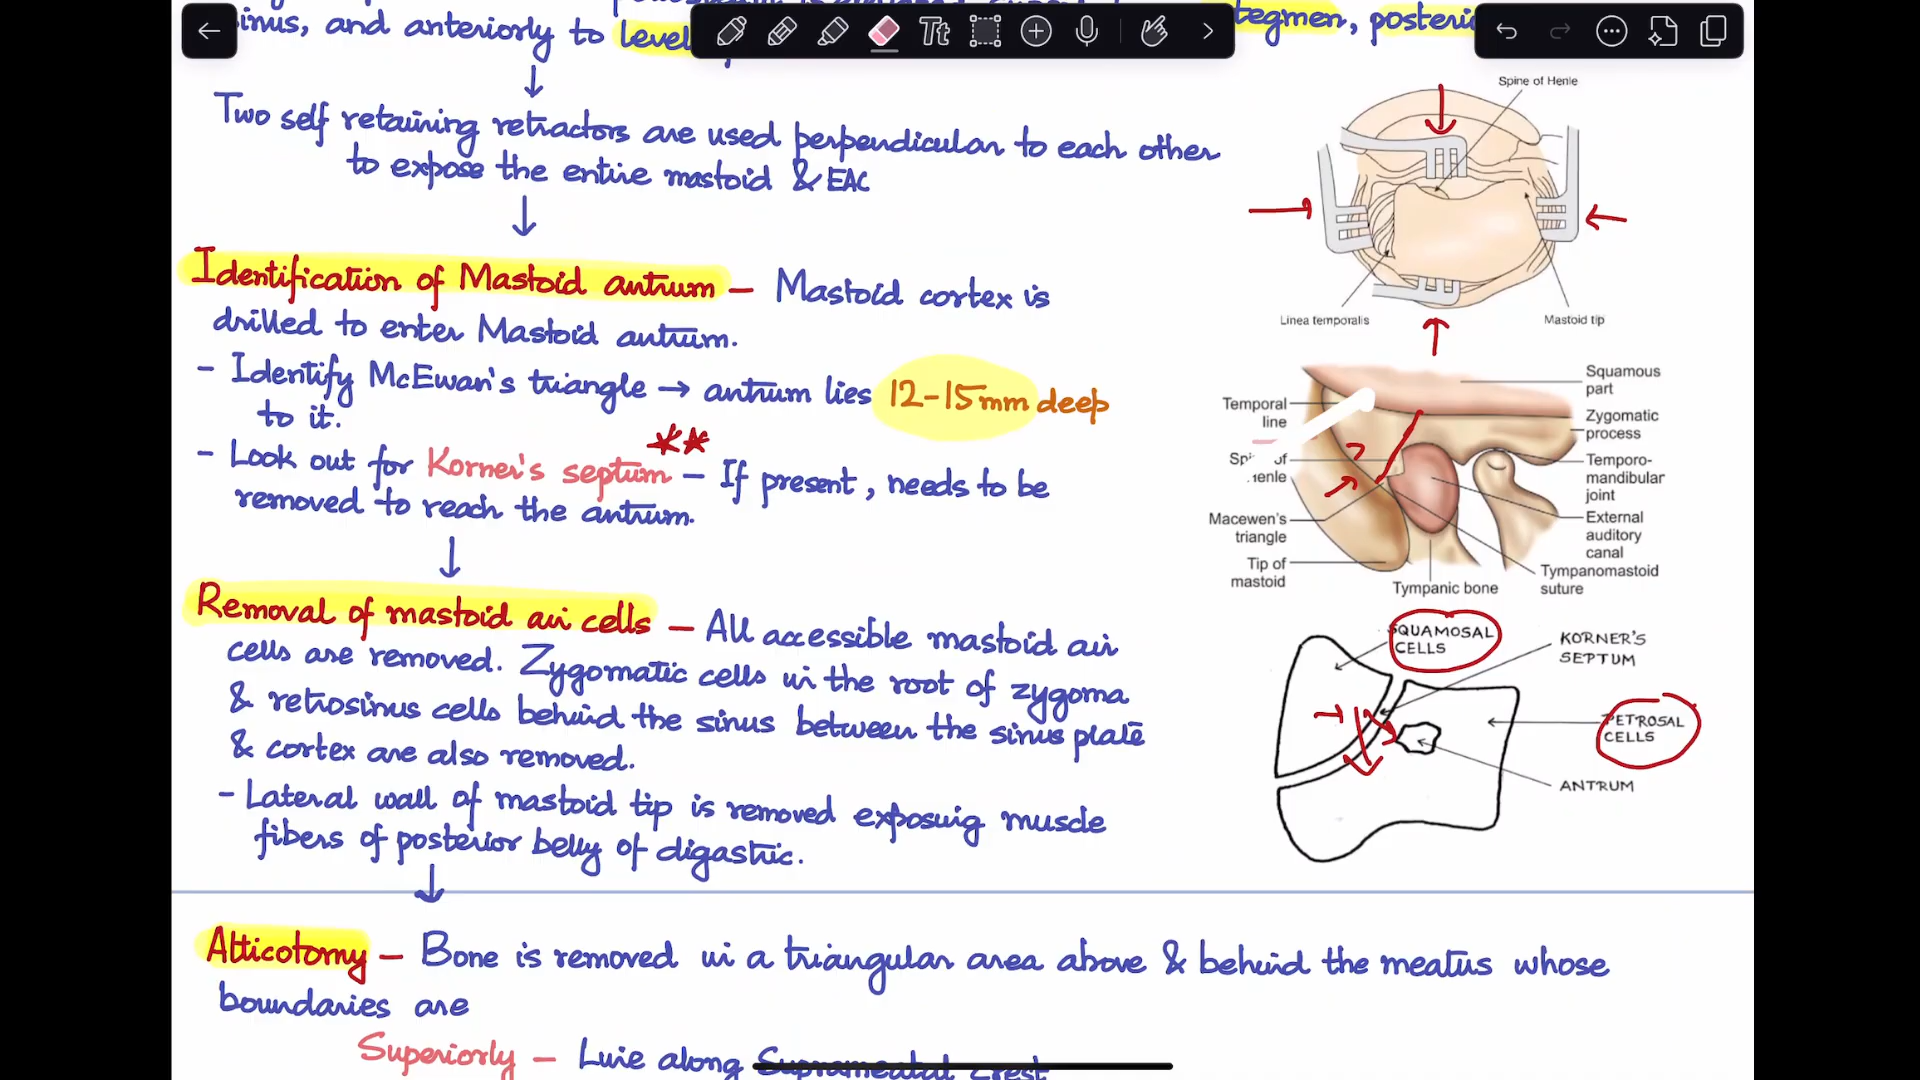 sinus, and anteriorly to level
tegmen, posteri
Tt
Two self retaining retractors are used perpendicular to each other
to expose the entire mastoid & EAC
Identification of Mastoid antrum – Mastoid cortex is
drilled to enter Mastoid antrum.
- Identify McEwan's triangle → antrum lies 12-15mm deep
to it.
- Look out for Korner's septum ** – If present, needs to be
removed to reach the antrum.
Removal of mastoid air cells – All accessible mastoid air
cells are removed. Zygomatic cells in the root of zygoma
& retrosinus cells behind the sinus between the sinus plate
& cortex are also removed.
- Lateral wall of mastoid tip is removed exposing muscle
fibers of posterior belly of digastric.
Atticotomy – Bone is removed in a triangular area above & behind the meatus whose
boundaries are
Superiorly – Line along Suprameatal crest
Spine of Henle
Linea temporalis
Mastoid tip
Squamous
part
Temporal
line
Zygomatic
process
of
Temporo-
mandibular
joint
Macewen's
triangle
External
auditory
canal
Tip of
mastoid
Tympanic bone
Tympanomastoid
suture
SQUAMOSAL
CELLS
KORNER'S
SEPTUM
PETROSAL
CELLS
ANTRUM